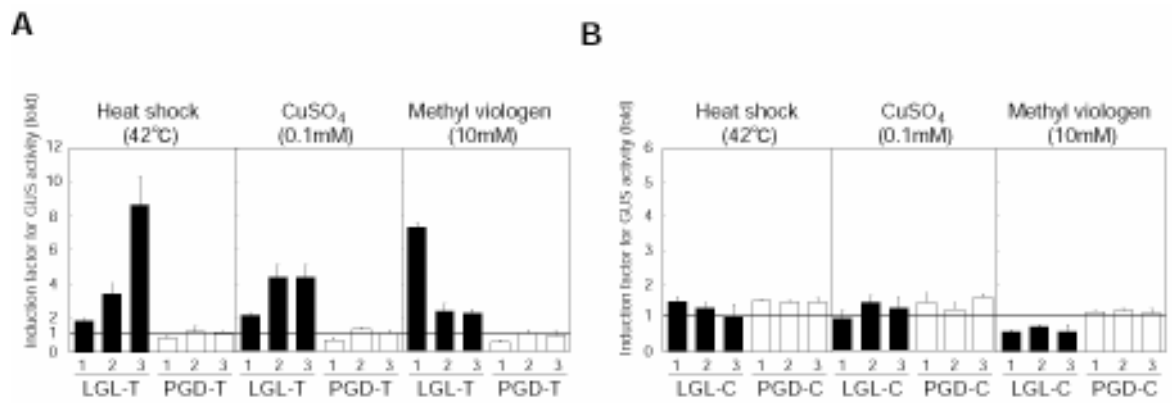 A
Heat shock (42°C)
CuSO4 (0.1mM)
Methyl viologen (10mM)
Induction factor for GUS activity (fold)
12
10
8
6
4
2
1
0
1 2 3 1 2 3 1 2 3 1 2 3 1 2 3 1 2 3
LGL-T PGD-T LGL-T PGD-T LGL-T PGD-T
B
Heat shock (42°C)
CuSO4 (0.1mM)
Methyl viologen (10mM)
Induction factor for GUS activity (fold)
6
5
4
3
2
1
0
1 2 3 1 2 3 1 2 3 1 2 3 1 2 3 1 2 3
LGL-C PGD-C LGL-C PGD-C LGL-C PGD-C